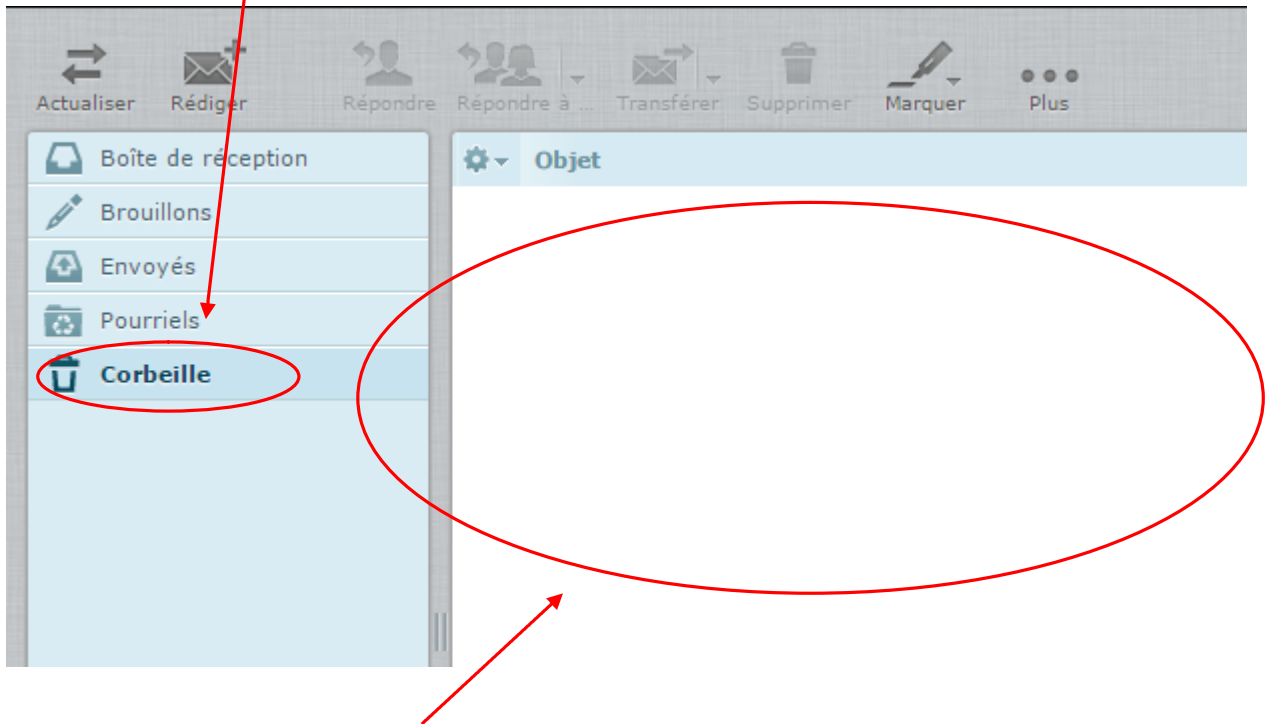 Actualiser Rédiger Répondre Répondre à ... Transférer Supprimer Marquer Plus
Boîte de réception
Objet
Brouillons
Envoyés
Pourriels
Corbeille